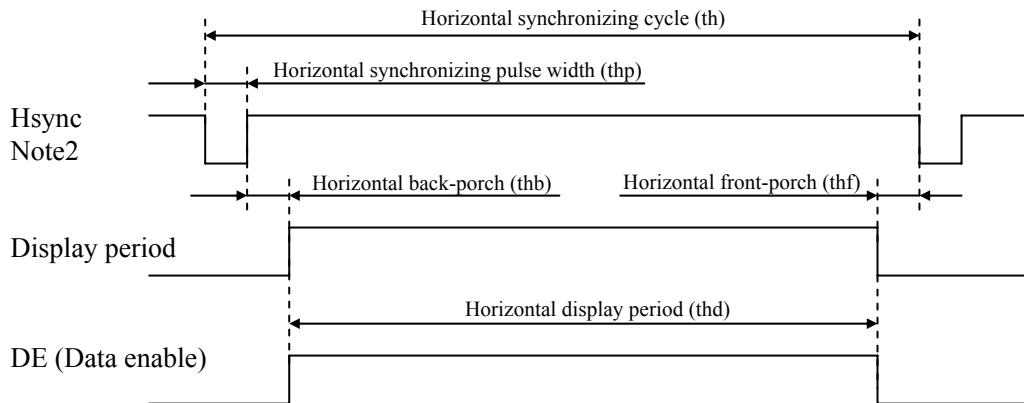 Horizontal synchronizing cycle (th)
Horizontal synchronizing pulse width (thp)
Hsync
Note2
Horizontal back-porch (thb)
Horizontal front-porch (thf)
Display period
Horizontal display period (thd)
DE (Data enable)